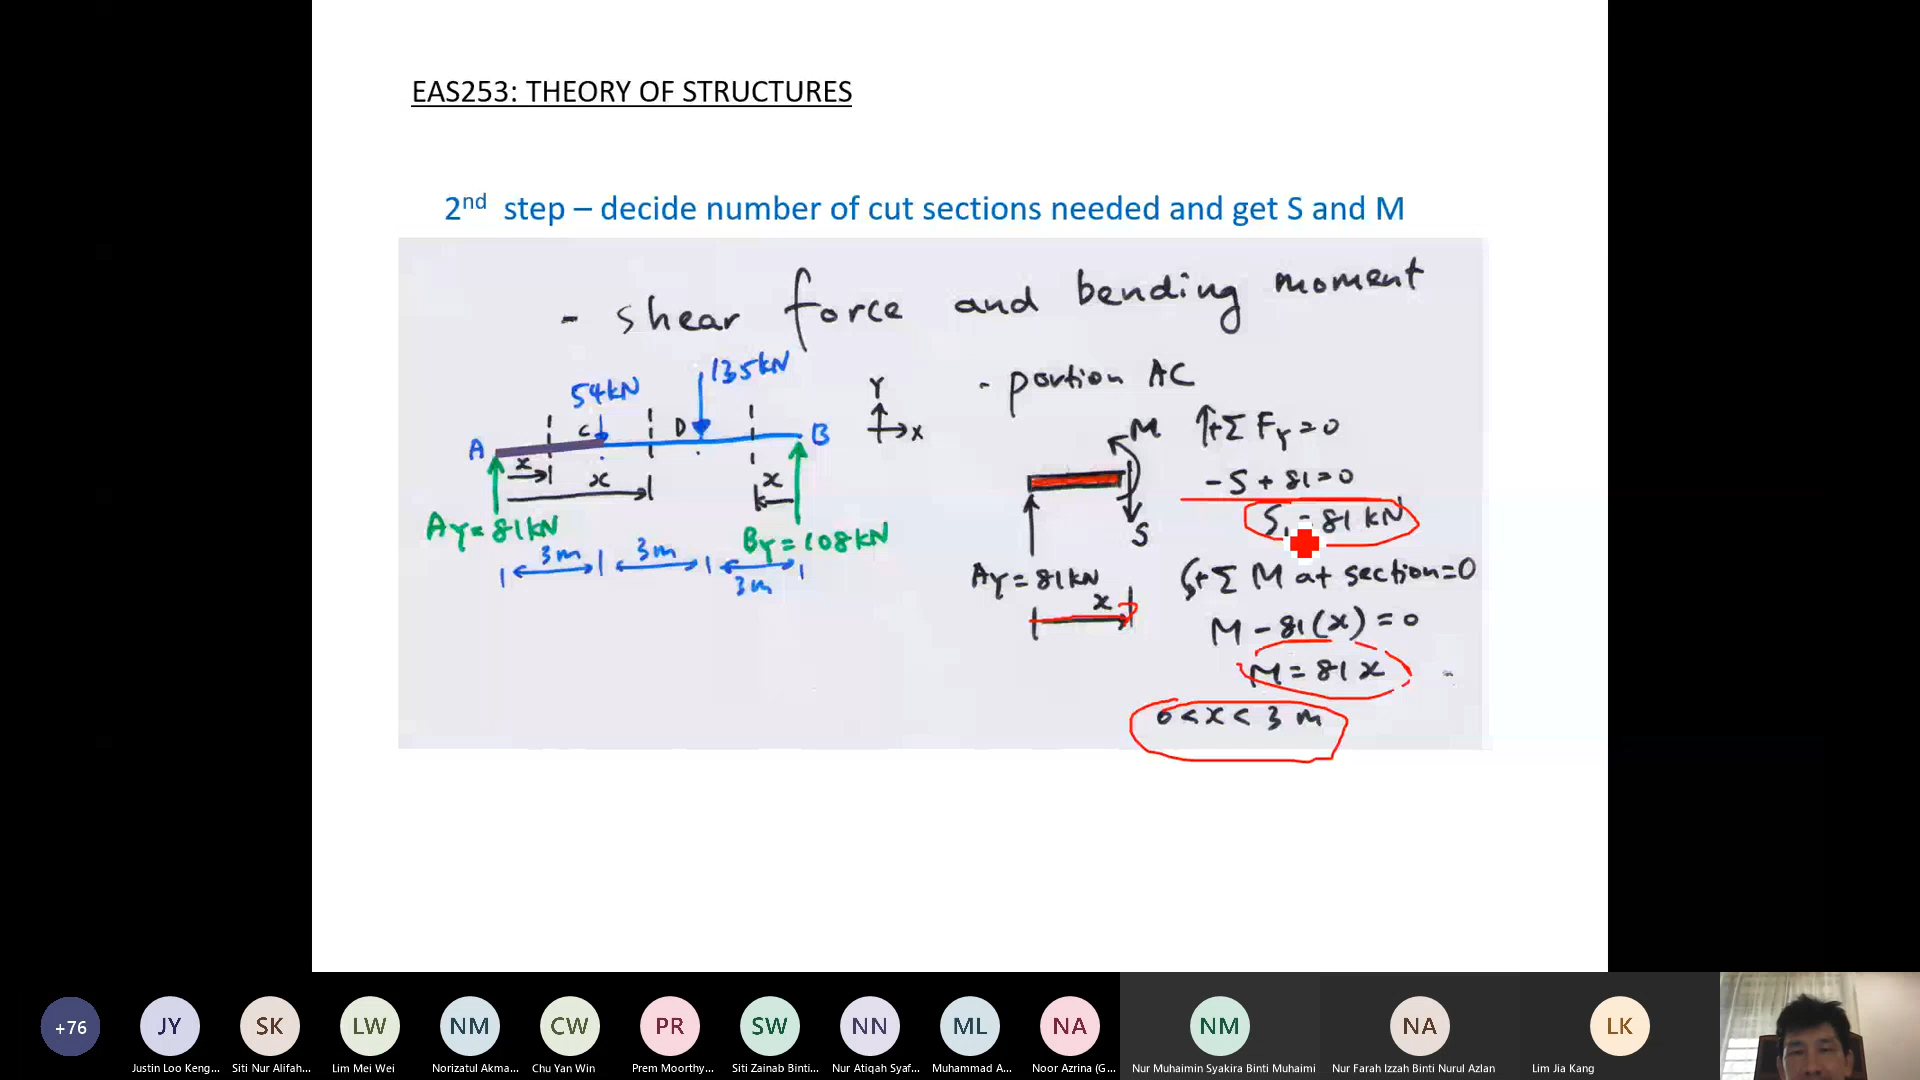 EAS253: THEORY OF STRUCTURES
2nd step – decide number of cut sections needed and get S and M
- shear force and bending moment
54kN
135kN
A
C
D
B
x
x
x
Ay=81kN
By=108kN
3m
3m
3m
Y
x
- portion AC
M
S
Ay=81kN
x
↑+ΣFy=0
-S+81=0
S1=81 kN
+ΣM at section=0
M-81(x)=0
M=81x
0<x<3 m
+76
JY
SK
LW
NM
CW
PR
SW
NN
ML
NA
NM
NA
LK
Justin Loo Keng...
Siti Nur Alifah...
Lim Mei Wei
Norizatul Akma...
Chu Yan Win
Prem Moorthy...
Siti Zainab Binti...
Nur Atiqah Syaf...
Muhammad A...
Noor Azrina (G...
Nur Muhaimin Syakira Binti Muhaimi
Nur Farah Izzah Binti Nurul Azlan
Lim Jia Kang